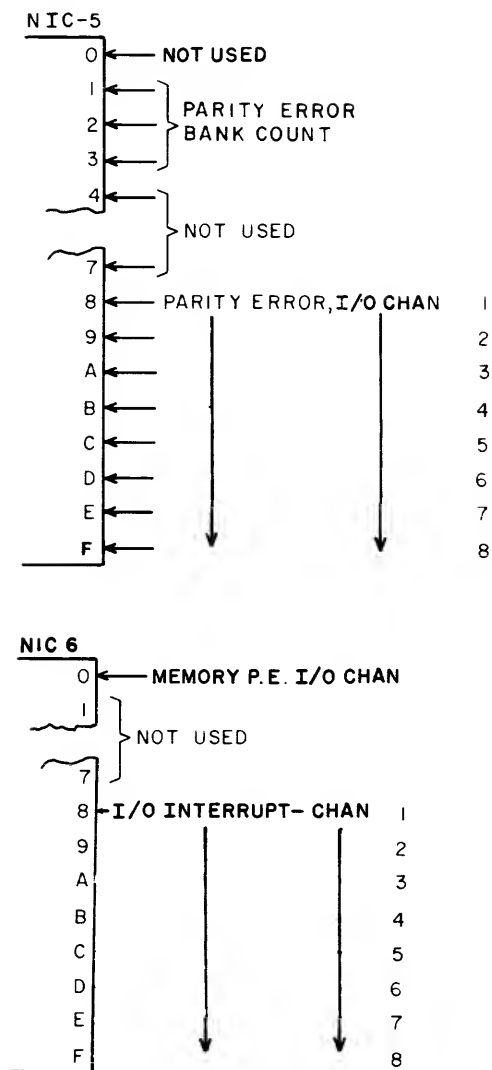 NIC-5
0 NOT USED
1
2 PARITY ERROR
BANK COUNT
3
4
NOT USED
7
8 PARITY ERROR, I/O CHAN 1
9 2
A 3
B 4
C 5
D 6
E 7
F 8
NIC 6
0 MEMORY P.E. I/O CHAN
1
NOT USED
7
8 I/O INTERRUPT- CHAN 1
9 2
A 3
B 4
C 5
D 6
E 7
F 8